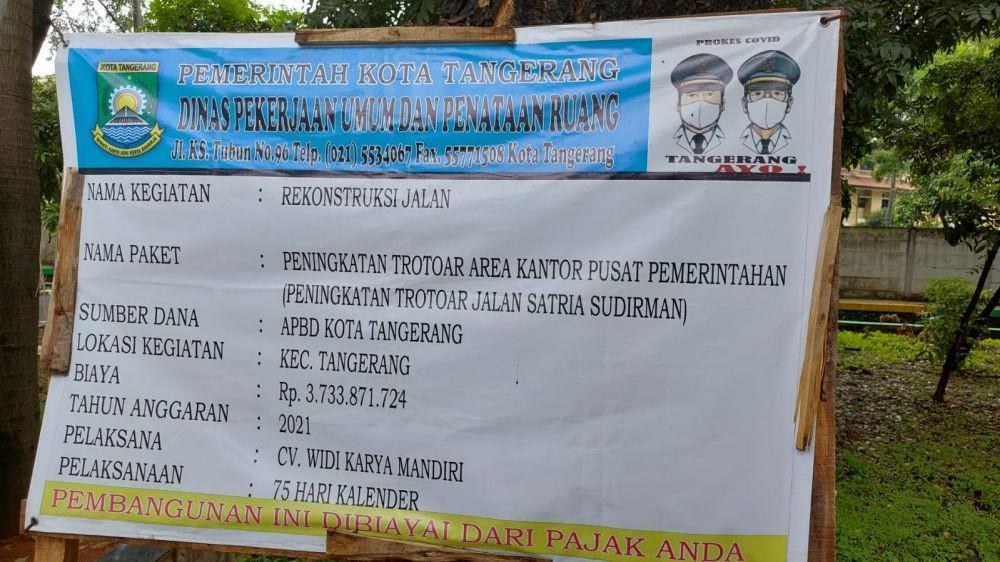 KOTA TANGERANG
PEMERINTAH KOTA TANGERANG
DINAS PEKERJAAN UMUM DAN PENATAAN RUANG
Jl. KS. Tubun No.96 Telp. (021) 5534067 Fax. 55771508 Kota Tangerang
PROKES COVID
TANGERANG
AYO !
NAMA KEGIATAN : REKONSTRUKSI JALAN
NAMA PAKET : PENINGKATAN TROTOAR AREA KANTOR PUSAT PEMERINTAHAN
(PENINGKATAN TROTOAR JALAN SATRIA SUDIRMAN)
SUMBER DANA : APBD KOTA TANGERANG
LOKASI KEGIATAN : KEC. TANGERANG
BIAYA : Rp. 3.733.871.724
TAHUN ANGGARAN : 2021
PELAKSANA : CV. WIDI KARYA MANDIRI
PELAKSANAAN : 75 HARI KALENDER
PEMBANGUNAN INI DIBIAYAI DARI PAJAK ANDA